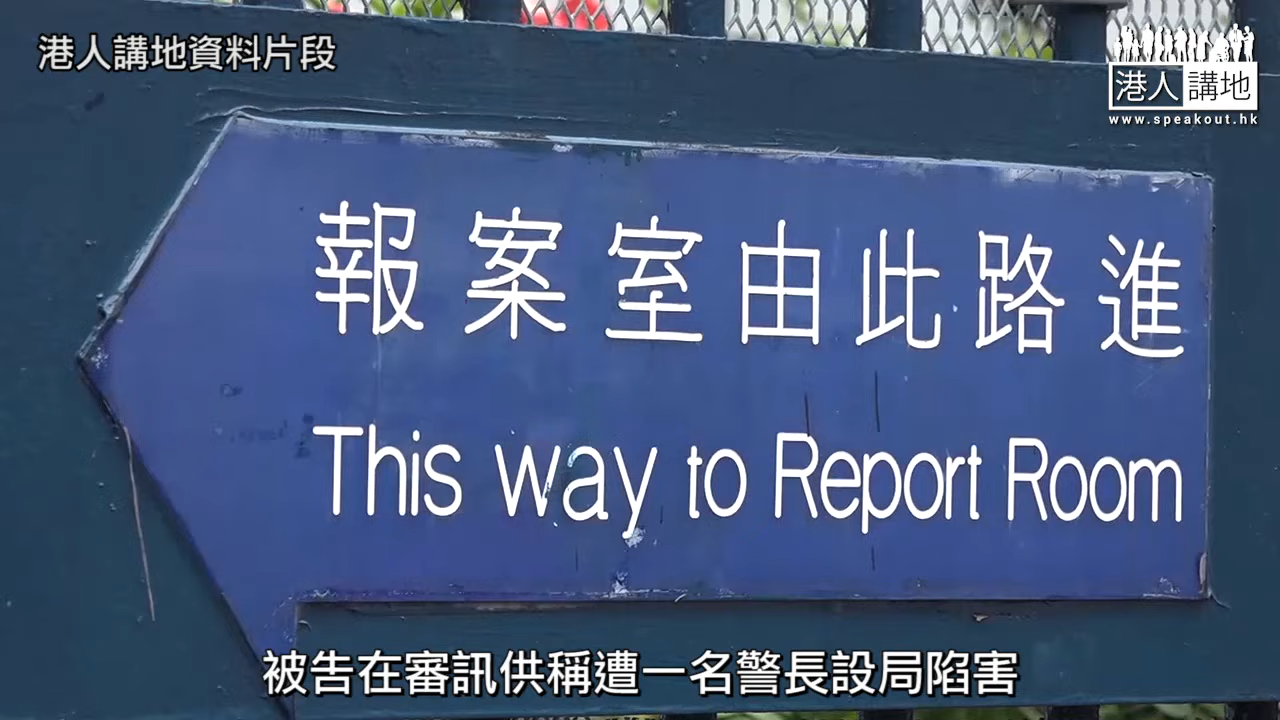 港人講地資料片段
港人講地
www.speakout.hk
報案室由此路進
This way to Report Room
被告在審訊供稱遭一名警長設局陷害